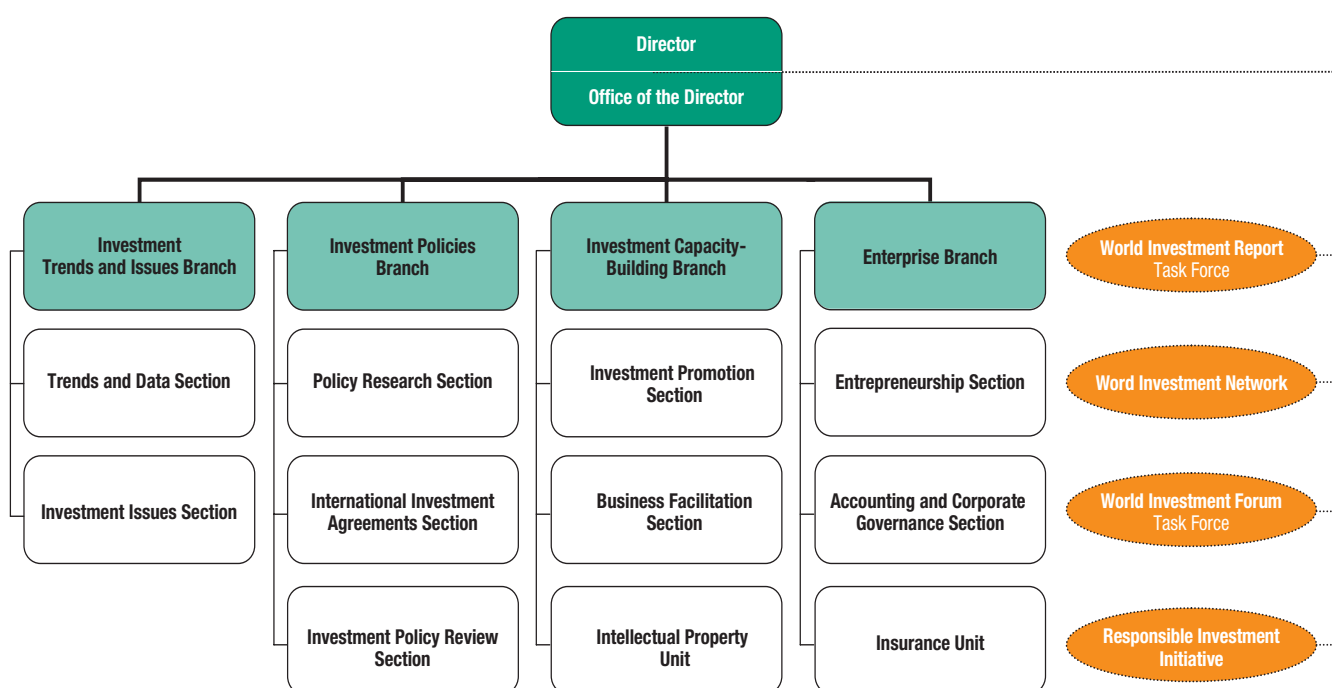 Director
Office of the Director
Investment
Trends and Issues Branch
Investment Policies
Branch
Investment Capacity-
Building Branch
Enterprise Branch
World Investment Report
Task Force
Trends and Data Section
Policy Research Section
Investment Promotion
Section
Entrepreneurship Section
Word Investment Network
Investment Issues Section
International Investment
Agreements Section
Business Facilitation
Section
Accounting and Corporate
Governance Section
World Investment Forum
Task Force
Investment Policy Review
Section
Intellectual Property
Unit
Insurance Unit
Responsible Investment
Initiative